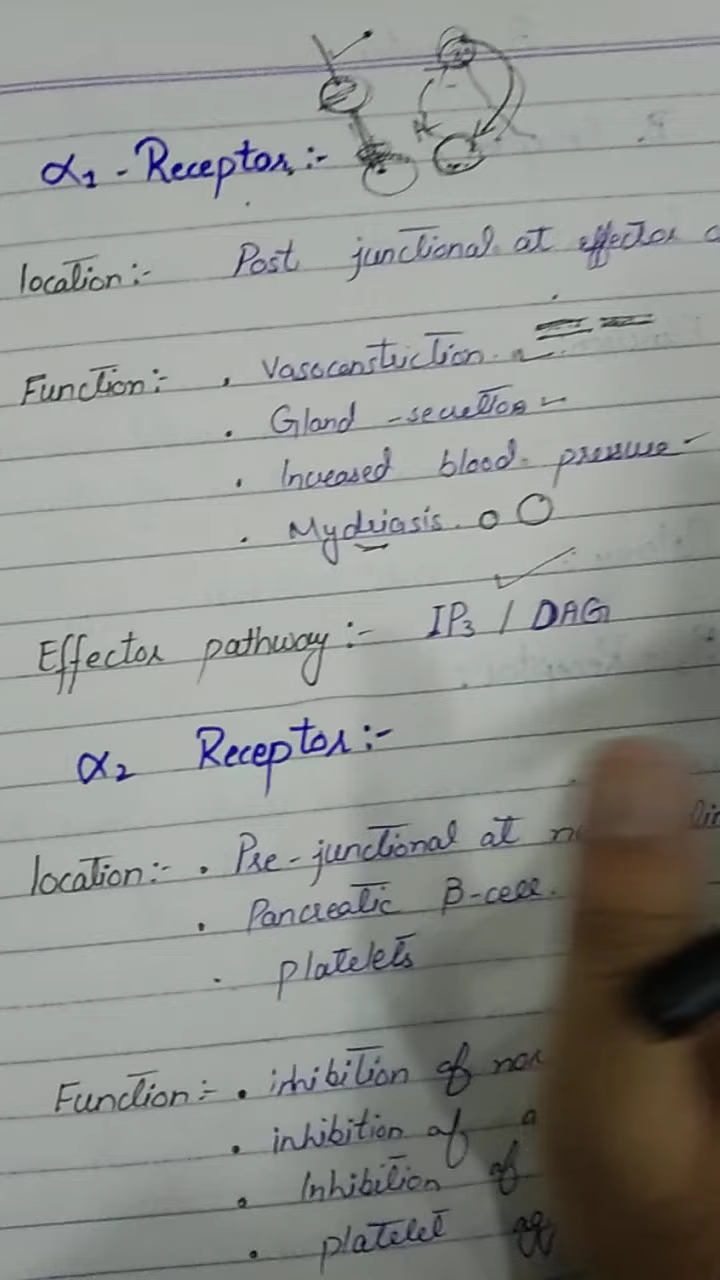 α1 - Receptor :-
location :- Post junctional at effector
Function :- . Vasoconstriction.
. Gland - secretion
. Increased blood pressure
. Mydriasis.
Effector pathway :- IP3 / DAG
α2 Receptor :-
location :- . Pre-junctional at
. Pancreatic β-cell.
. platelets
Function :- . inhibition of
. inhibition of
. Inhibition of
. platelet